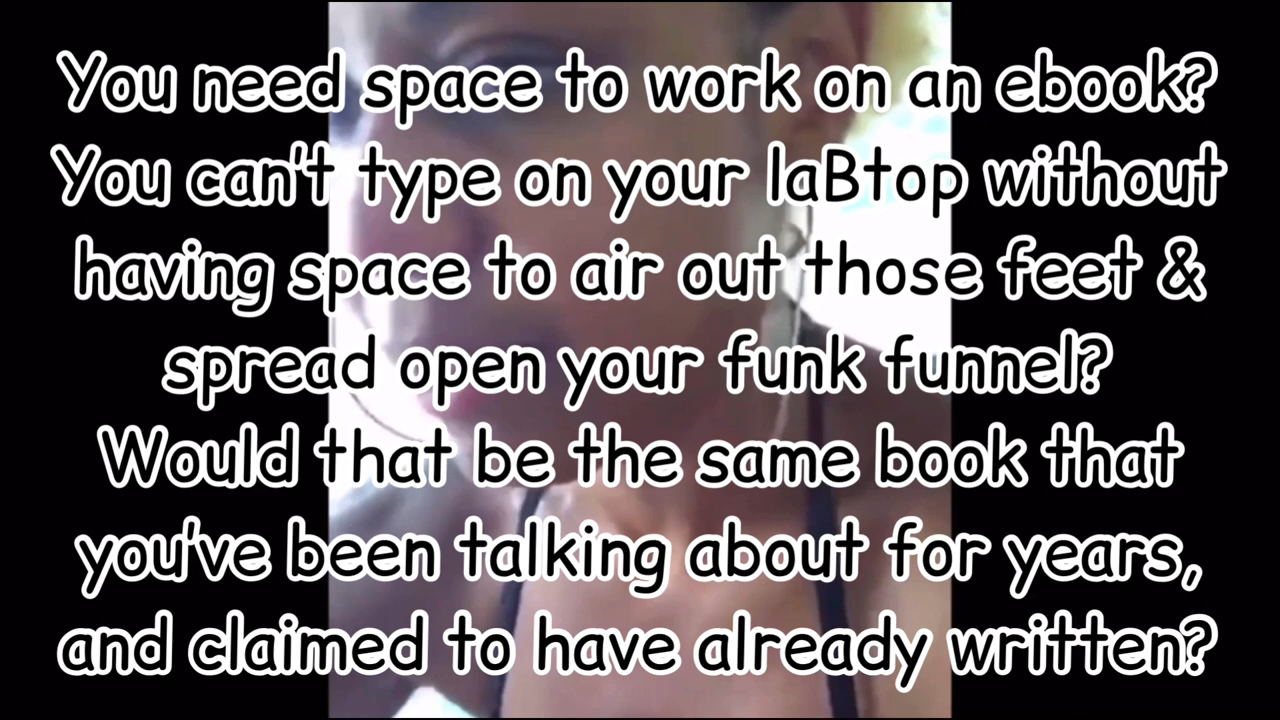 You need space to work on an ebook?
You can't type on your laBtop without
having space to air out those feet &
spread open your funk funnel?
Would that be the same book that
you've been talking about for years,
and claimed to have already written?